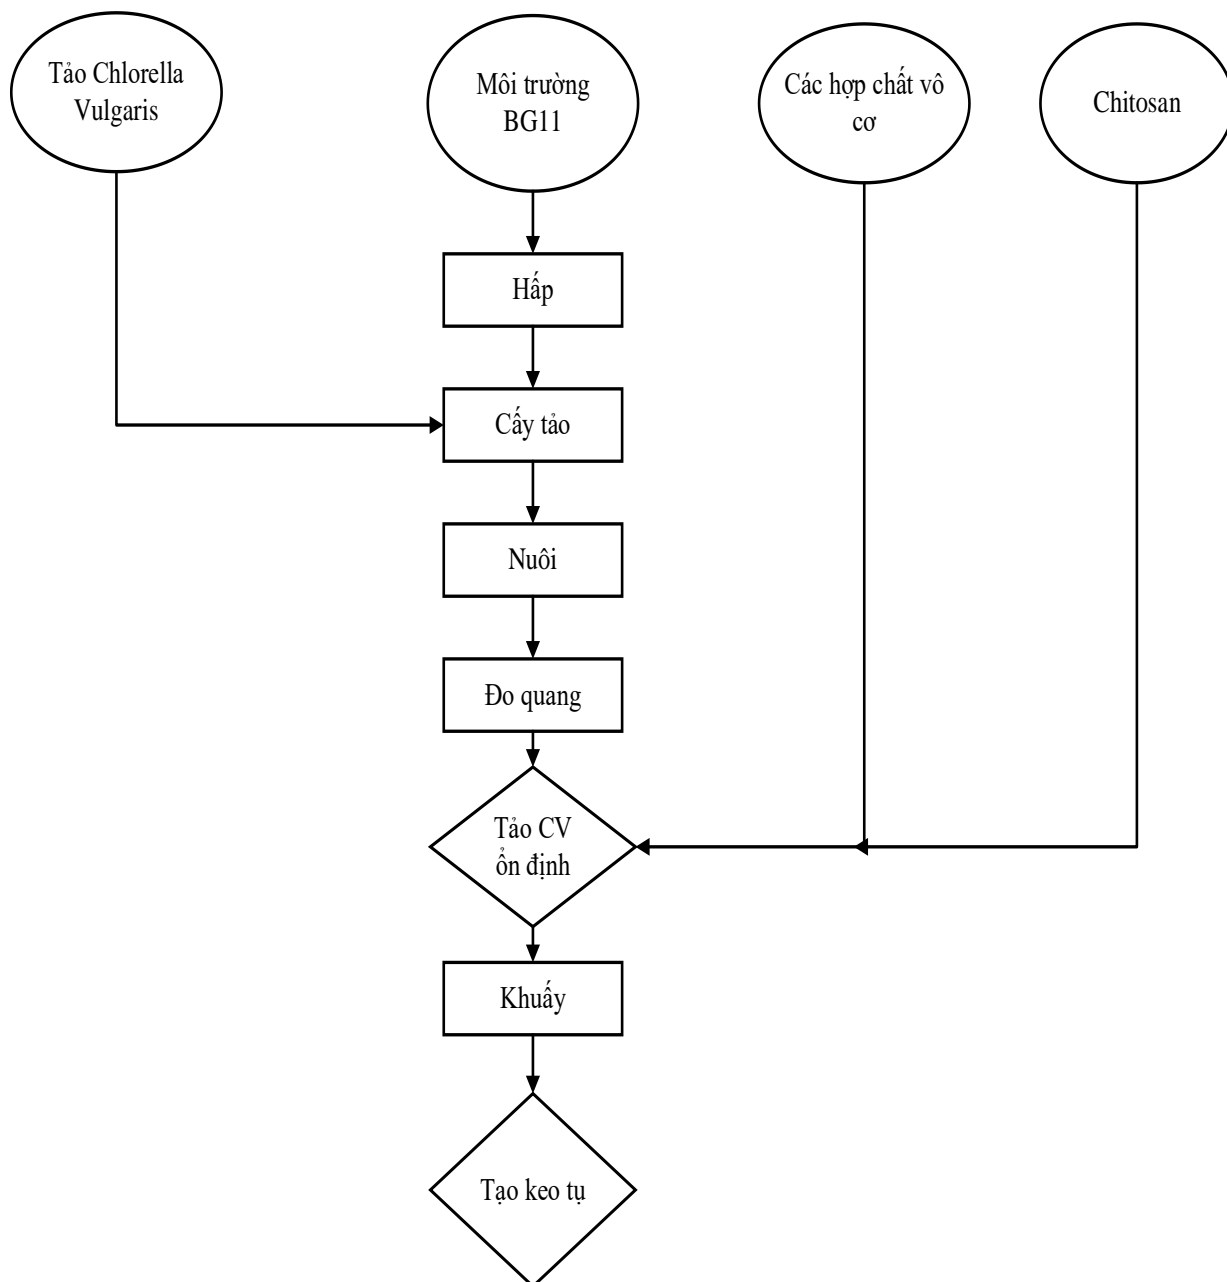 Tảo Chlorella
Vulgaris
Môi trường
BG11
Các hợp chất vô
cơ
Chitosan
Hấp
Cấy tảo
Nuôi
Đo quang
Tảo CV
ổn định
Khuấy
Tạo keo tụ